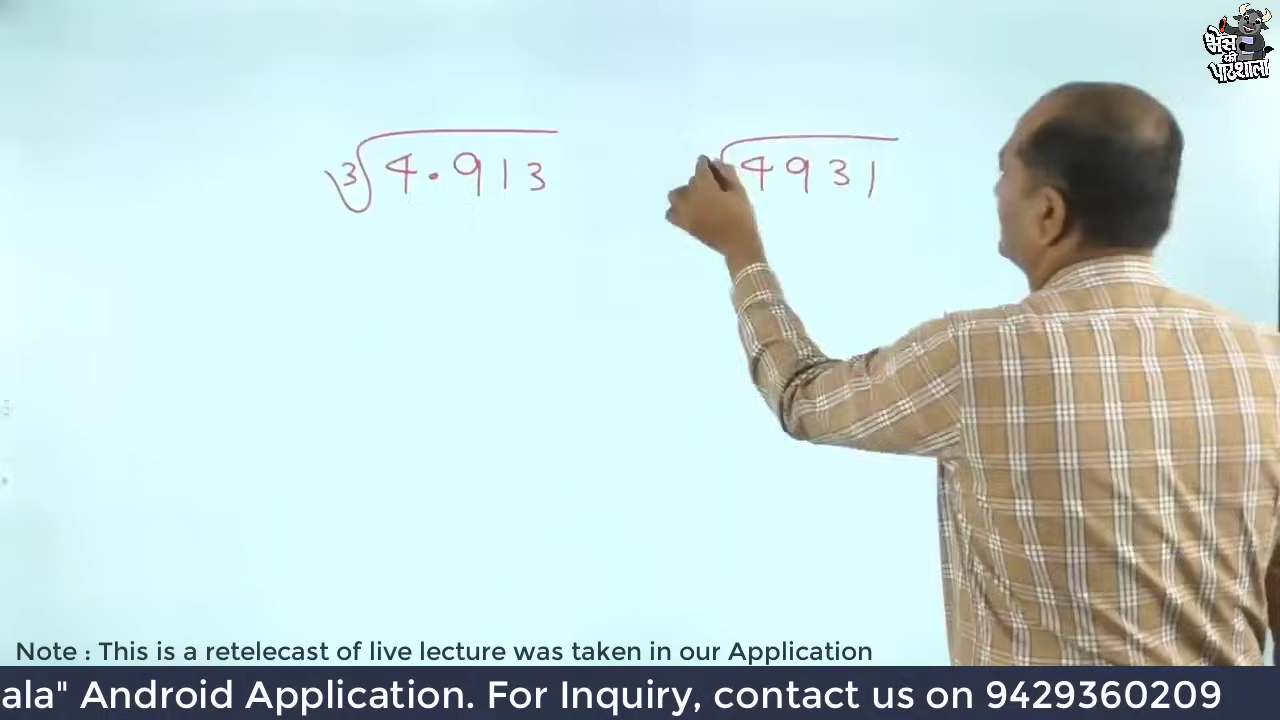 भैंस
की
पाठशाला
∛4.913 √4931
Note : This is a retelecast of live lecture was taken in our Application
ala" Android Application. For Inquiry, contact us on 9429360209